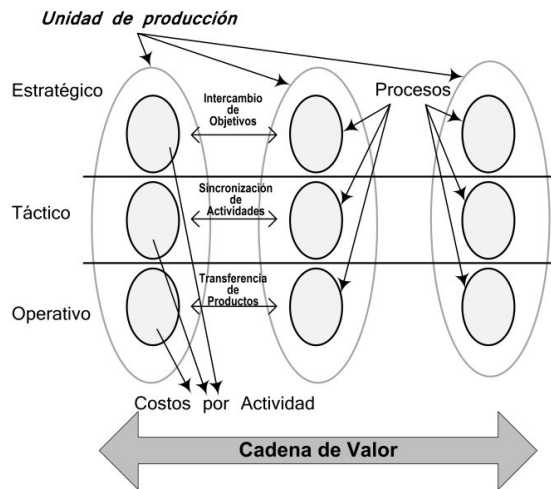 Unidad de producción
Estratégico
Procesos
Intercambio
de
Objetivos
Táctico
Sincronización
de
Actividades
Operativo
Transferencia
de
Productos
Costos por Actividad
Cadena de Valor